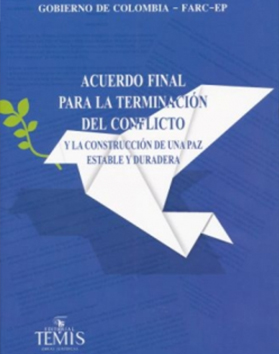 GOBIERNO DE COLOMBIA - FARC-EP
ACUERDO FINAL
PARA LA TERMINACIÓN
DEL CONFLICTO
Y LA CONSTRUCCIÓN DE UNA PAZ
ESTABLE Y DURADERA
EDITORIAL
TEMIS